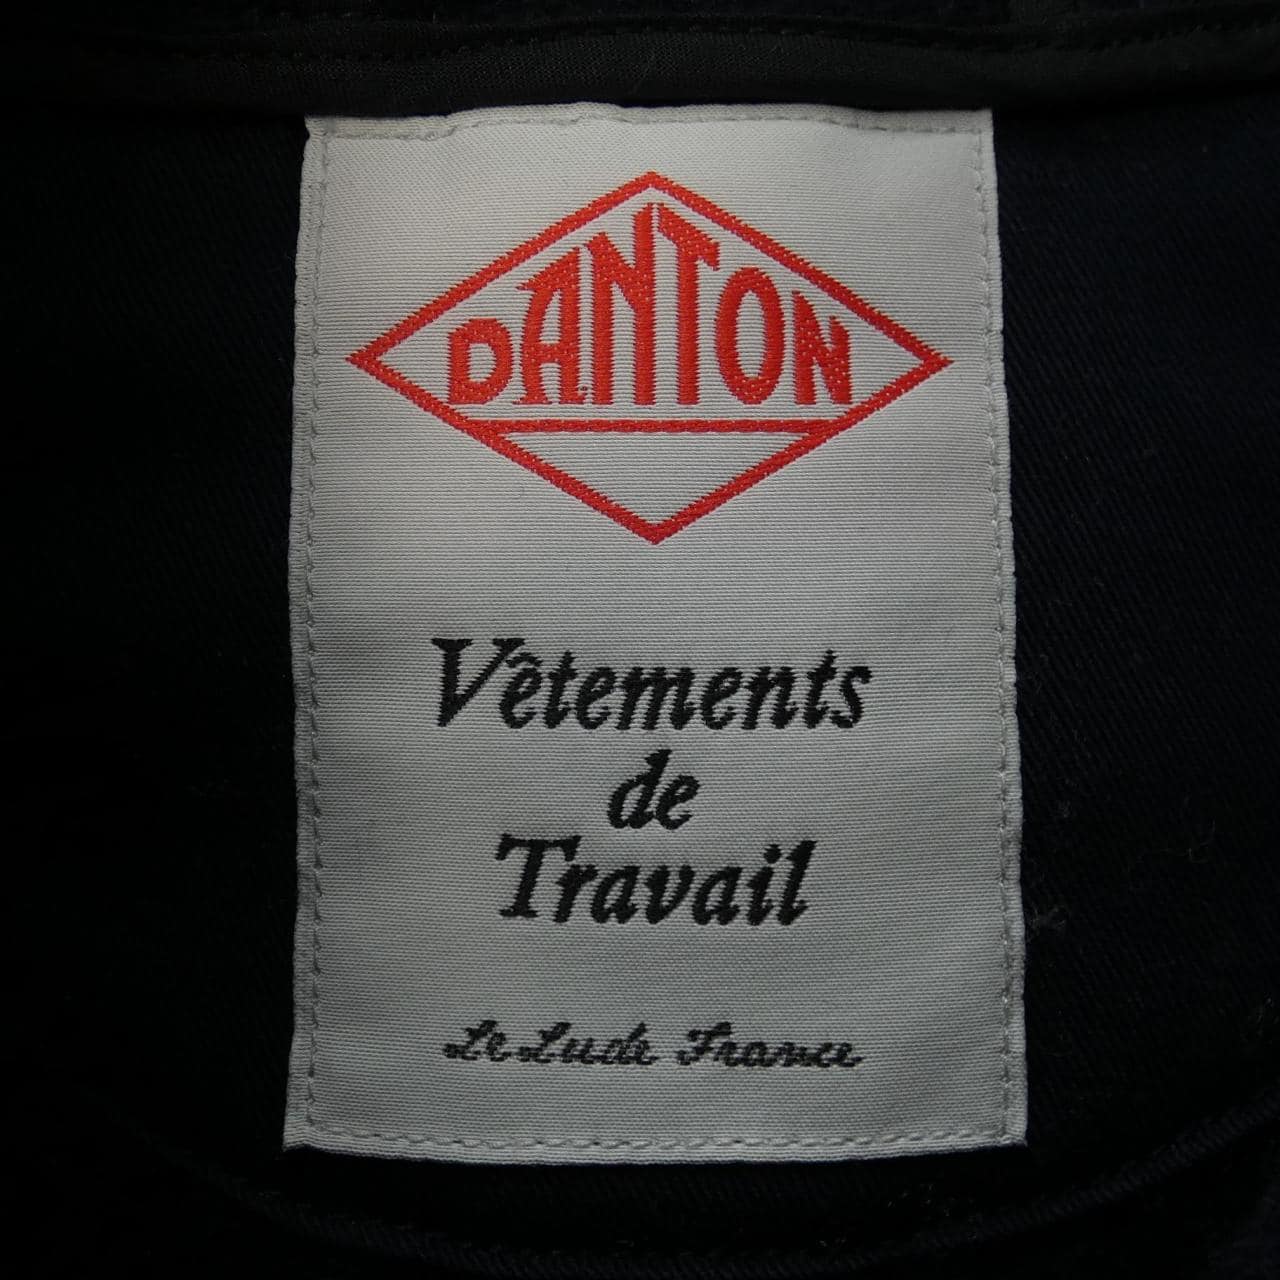 DANTON
Vêtements
de
Travail
Le Lude France